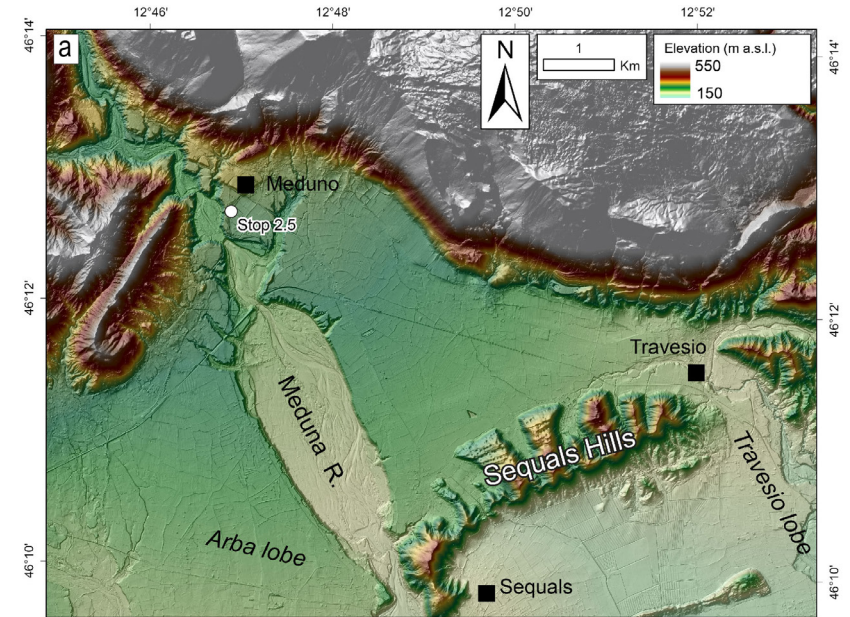 12°46'
12°48'
12°50'
12°52'
46°14'
a
N
1
Km
Elevation (m a.s.l.)
550
150
46°14'
Meduno
Stop 2.5
46°12'
46°12'
Travesio
Meduna R.
Sequals Hills
Travesio lobe
Arba lobe
46°10'
46°10'
Sequals